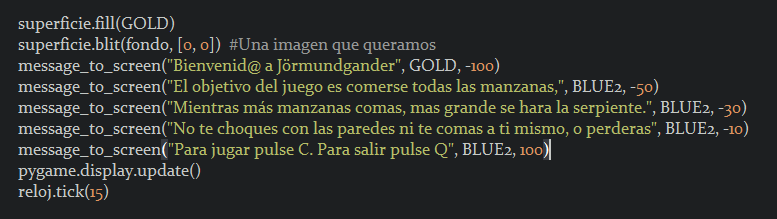 superficie.fill(GOLD)
superficie.blit(fondo, [0, 0])  #Una imagen que queramos
message_to_screen("Bienvenid@ a Jörmundgander", GOLD, -100)
message_to_screen("El objetivo del juego es comerse todas las manzanas,", BLUE2, -50)
message_to_screen("Mientras más manzanas comas, mas grande se hara la serpiente.", BLUE2, -30)
message_to_screen("No te choques con las paredes ni te comas a ti mismo, o perderas", BLUE2, -10)
message_to_screen("Para jugar pulse C. Para salir pulse Q", BLUE2, 100)
pygame.display.update()
reloj.tick(15)